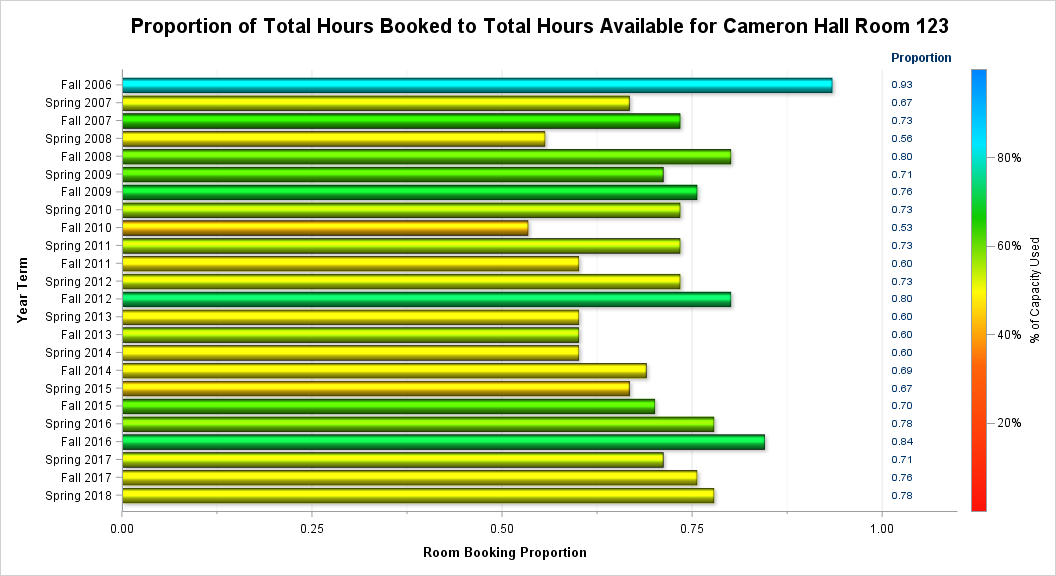 Proportion of Total Hours Booked to Total Hours Available for Cameron Hall Room 123
Proportion
Fall 2006 0.93
Spring 2007 0.67
Fall 2007 0.73
Spring 2008 0.56
Fall 2008 0.80
Spring 2009 0.71
Fall 2009 0.76
Spring 2010 0.73
Fall 2010 0.53
Spring 2011 0.73
Fall 2011 0.60
Spring 2012 0.73
Fall 2012 0.80
Spring 2013 0.60
Fall 2013 0.60
Spring 2014 0.60
Fall 2014 0.69
Spring 2015 0.67
Fall 2015 0.70
Spring 2016 0.78
Fall 2016 0.84
Spring 2017 0.71
Fall 2017 0.76
Spring 2018 0.78
Year Term
80%
60%
40%
20%
% of Capacity Used
0.00 0.25 0.50 0.75 1.00
Room Booking Proportion